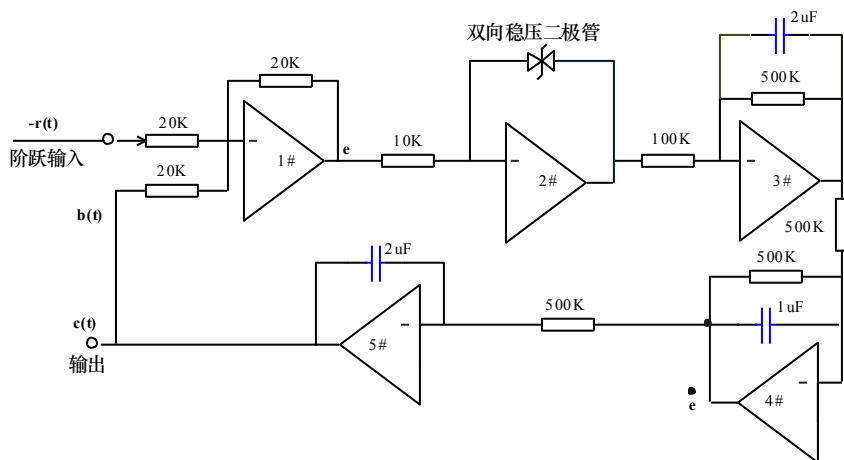 双向稳压二极管
2uF
20K
500K
-r(t)
20K
阶跃输入
1#
e
10K
2#
100K
3#
20K
b(t)
500K
2uF
500K
500K
1uF
c(t)
输出
5#
4#
e